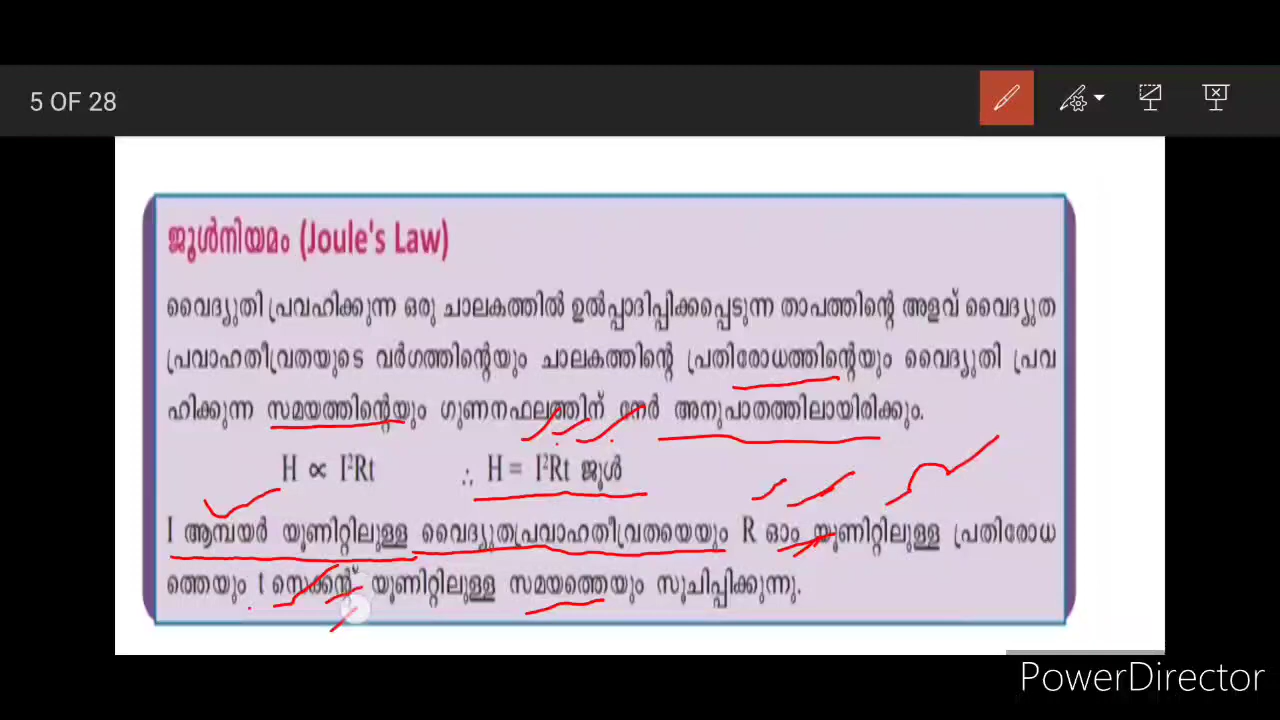 5 OF 28
ജൂൾനിയമം (Joule's Law)
വൈദ്യുതി പ്രവഹിക്കുന്ന ഒരു ചാലകത്തിൽ ഉൽപ്പാദിപ്പിക്കപ്പെടുന്ന താപത്തിന്റെ അളവ് വൈദ്യുത
പ്രവാഹതീവ്രതയുടെ വർഗത്തിന്റെയും ചാലകത്തിന്റെ പ്രതിരോധത്തിന്റെയും വൈദ്യുതി പ്രവ
ഹിക്കുന്ന സമയത്തിന്റെയും ഗുണനഫലത്തിന് നേർ അനുപാതത്തിലായിരിക്കും.
H ∝ I²Rt ∴ H = I²Rt ജൂൾ
I ആമ്പയർ യൂണിറ്റിലുള്ള വൈദ്യുതപ്രവാഹതീവ്രതയെയും R ഓം യൂണിറ്റിലുള്ള പ്രതിരോധ
ത്തെയും t സെക്കന്റ് യൂണിറ്റിലുള്ള സമയത്തെയും സൂചിപ്പിക്കുന്നു.
PowerDirector